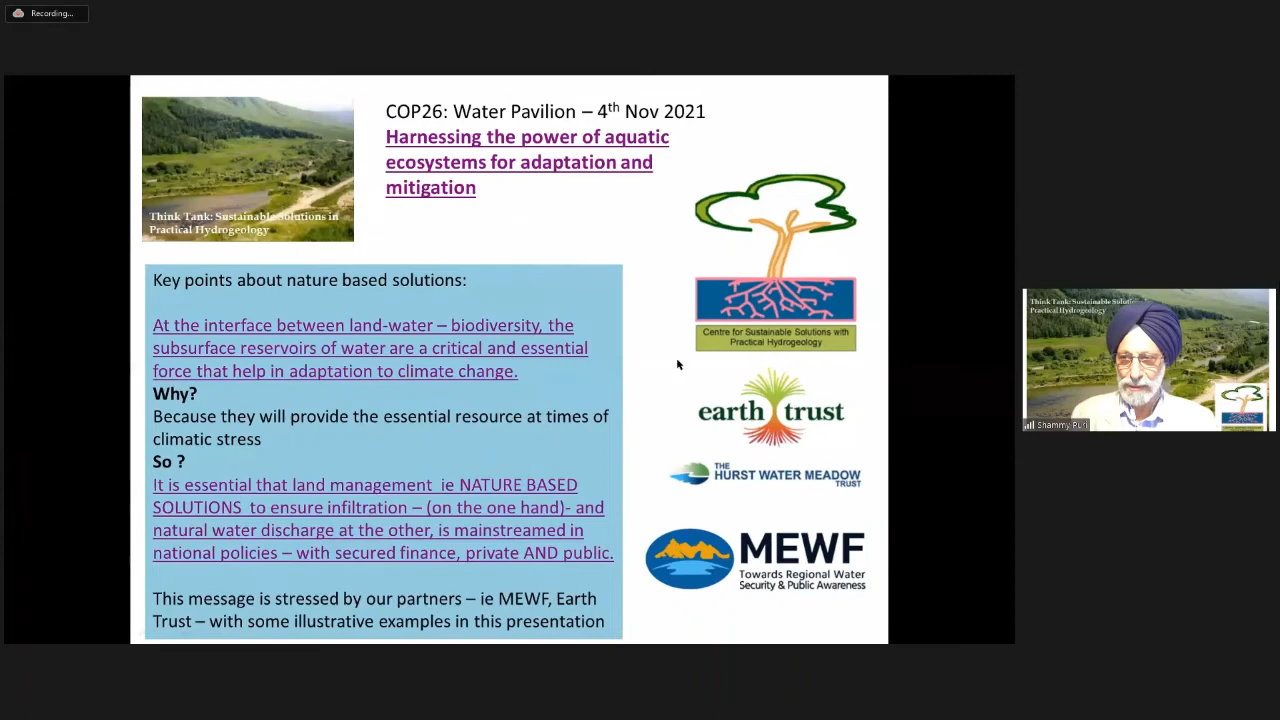 Recording...
COP26: Water Pavilion – 4th Nov 2021
Harnessing the power of aquatic
ecosystems for adaptation and
mitigation
Think Tank: Sustainable Solutions in
Practical Hydrogeology
Key points about nature based solutions:
At the interface between land-water – biodiversity, the
subsurface reservoirs of water are a critical and essential
force that help in adaptation to climate change.
Why?
Because they will provide the essential resource at times of
climatic stress
So ?
It is essential that land management ie NATURE BASED
SOLUTIONS to ensure infiltration – (on the one hand)- and
natural water discharge at the other, is mainstreamed in
national policies – with secured finance, private AND public.
This message is stressed by our partners – ie MEWF, Earth
Trust – with some illustrative examples in this presentation
Centre for Sustainable Solutions with
Practical Hydrogeology
earth trust
THE
HURST WATER MEADOW
TRUST
MEWF
Towards Regional Water
Security & Public Awareness
Think Tank: Sustainable
Practical Hydrogeology
Shammy Puri